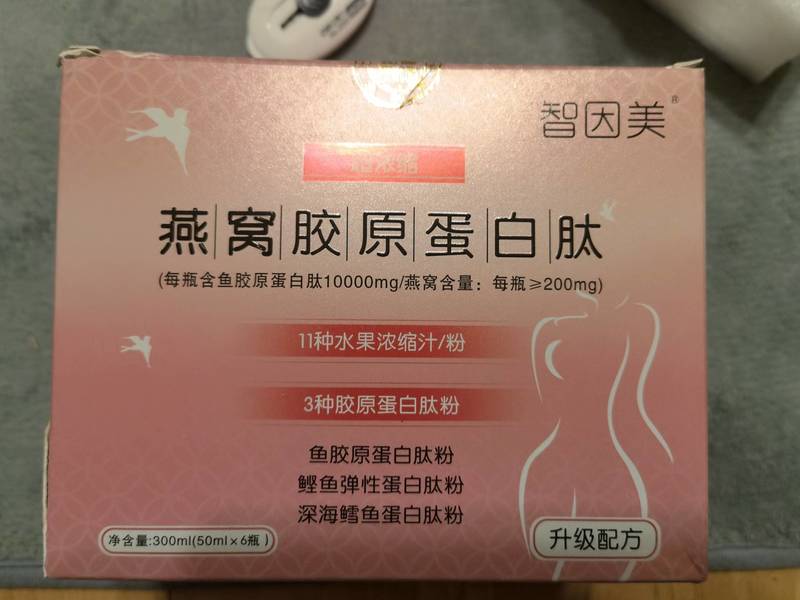 智因美®
超浓缩
燕窝胶原蛋白肽
(每瓶含鱼胶原蛋白肽10000mg/燕窝含量：每瓶≥200mg)
11种水果浓缩汁/粉
3种胶原蛋白肽粉
鱼胶原蛋白肽粉
鲣鱼弹性蛋白肽粉
深海鳕鱼蛋白肽粉
净含量:300ml(50ml×6瓶)
升级配方